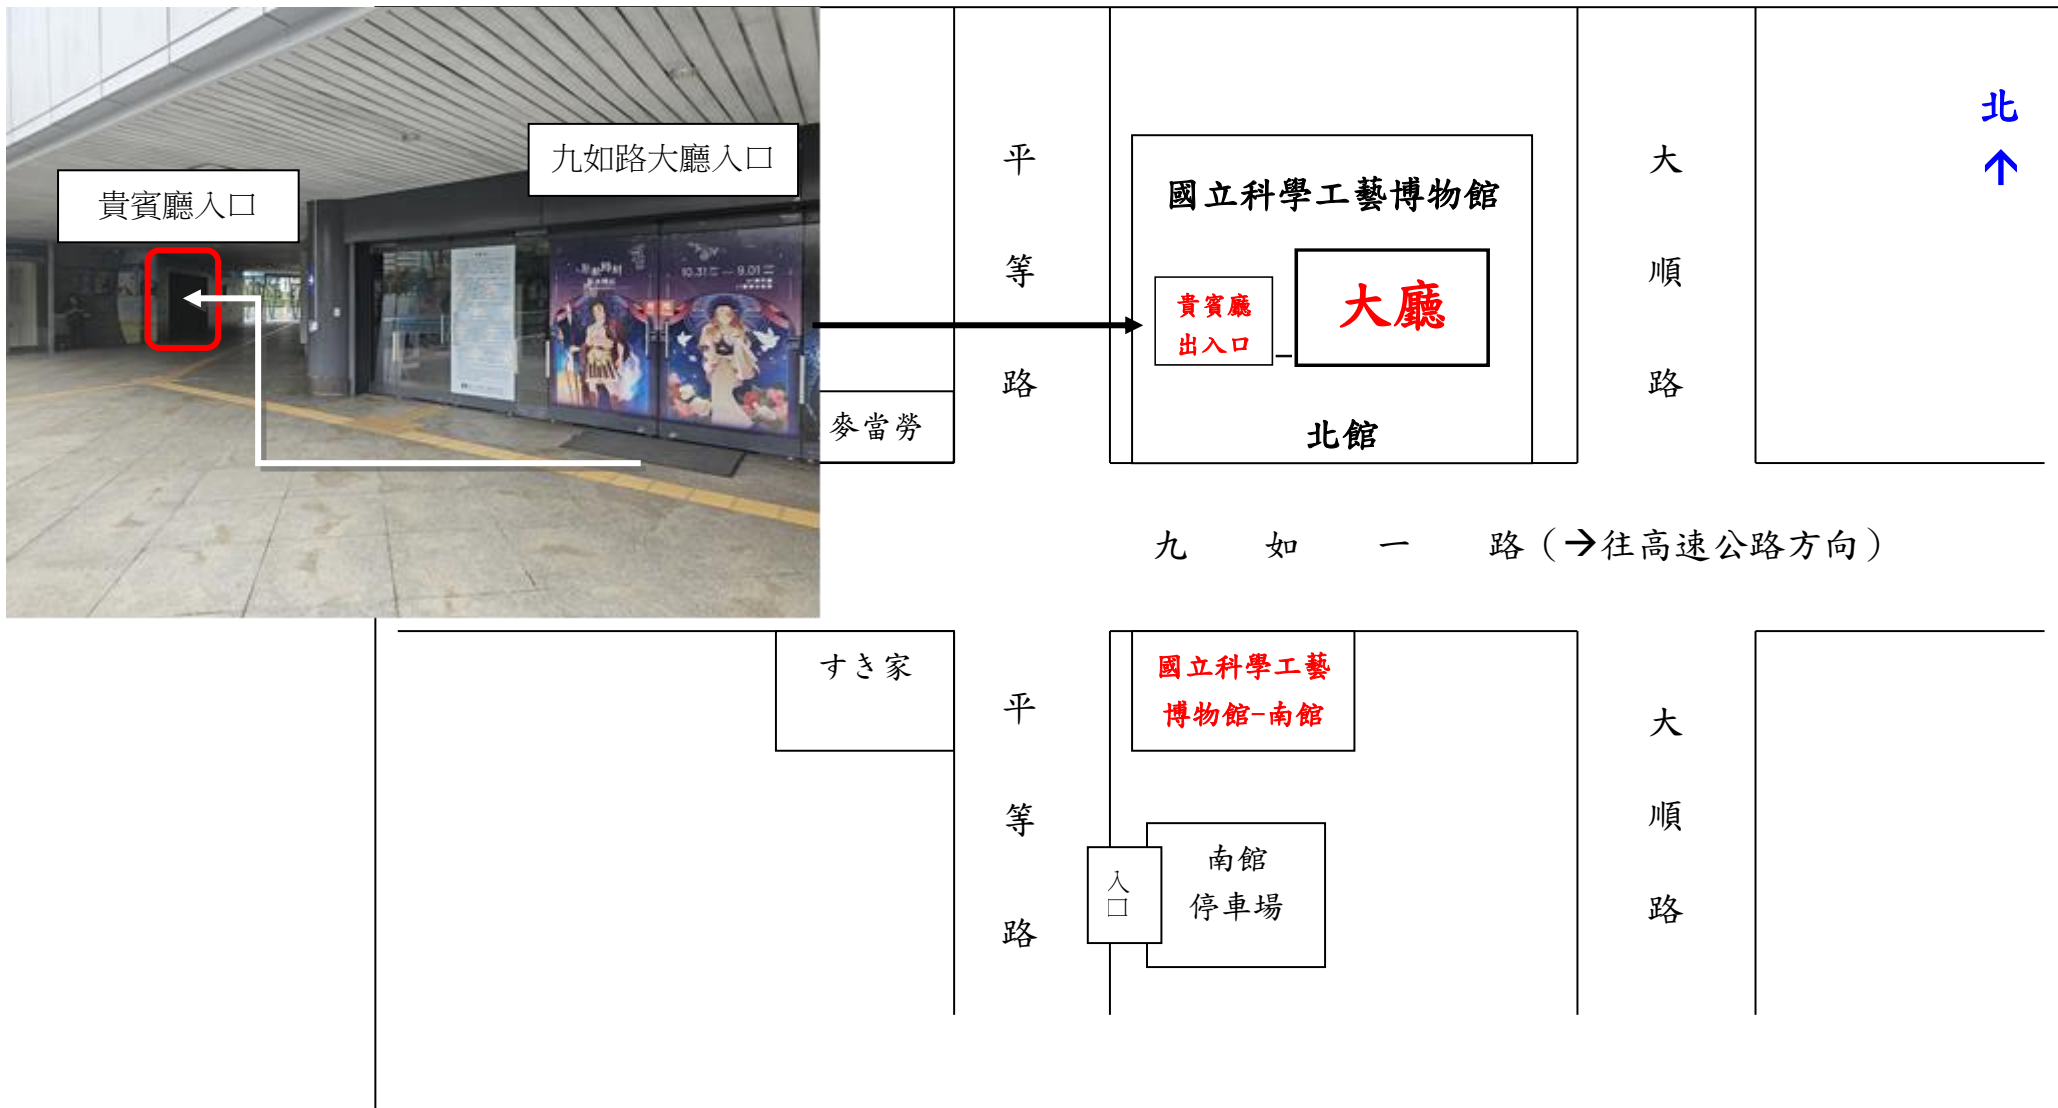 九如路大廳入口
貴賓廳入口
10.31 9.01
北
↑
平等路
大順路
國立科學工藝博物館
貴賓廳
出入口
大廳
北館
麥當勞
九如一路（→往高速公路方向）
すき家
國立科學工藝
博物館-南館
平等路
大順路
入口
南館
停車場